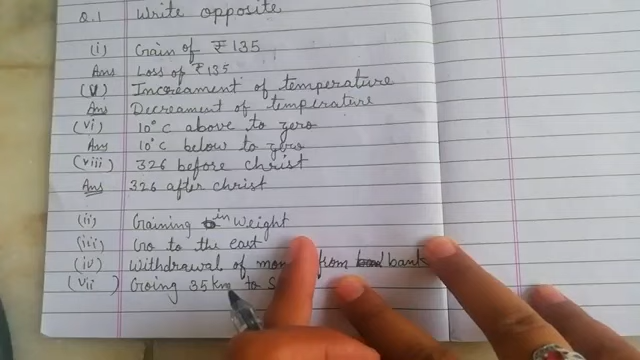 Q.1 Write opposite
(i) Gain of ₹135
Ans Loss of ₹135
(V) Increament of temperature
Ans Decreament of temperature
(vi) 10°C above to zero
Ans 10°C below to zero
(viii) 326 before christ
Ans 326 after christ
(ii) Gaining in Weight
(iii) Go to the east
(iv) Withdrawal of from bank
(vii Going 35km to